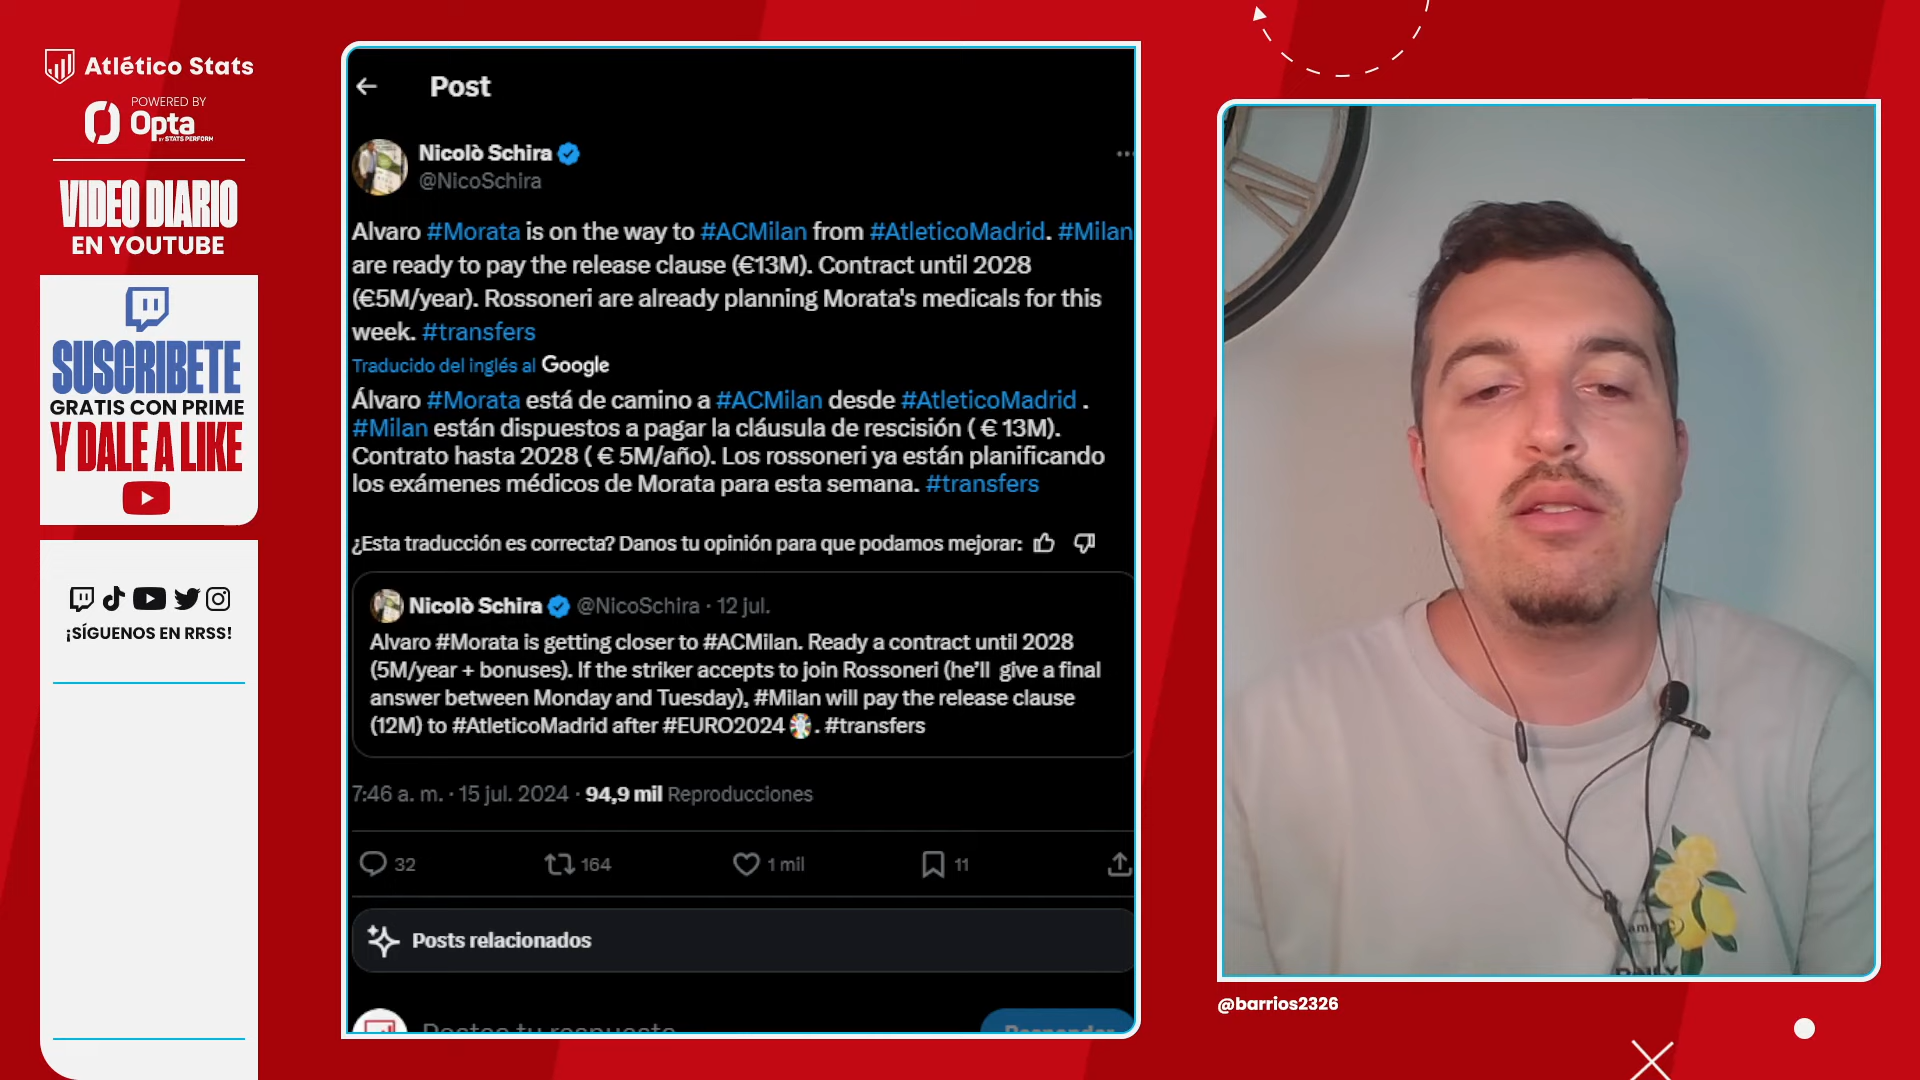 Atlético Stats
POWERED BY
Opta
BY STATS PERFORM
VIDEO DIARIO
EN YOUTUBE
SUSCRIBETE
GRATIS CON PRIME
Y DALE A LIKE
¡SÍGUENOS EN RRSS!
Post
Nicolò Schira
@NicoSchira
Alvaro #Morata is on the way to #ACMilan from #AtleticoMadrid. #Milan
are ready to pay the release clause (€13M). Contract until 2028
(€5M/year). Rossoneri are already planning Morata's medicals for this
week. #transfers
Traducido del inglés al Google
Álvaro #Morata está de camino a #ACMilan desde #AtleticoMadrid .
#Milan están dispuestos a pagar la cláusula de rescisión ( € 13M).
Contrato hasta 2028 ( € 5M/año). Los rossoneri ya están planificando
los exámenes médicos de Morata para esta semana. #transfers
¿Esta traducción es correcta? Danos tu opinión para que podamos mejorar:
Nicolò Schira @NicoSchira · 12 jul.
Alvaro #Morata is getting closer to #ACMilan. Ready a contract until 2028
(5M/year + bonuses). If the striker accepts to join Rossoneri (he'll give a final
answer between Monday and Tuesday), #Milan will pay the release clause
(12M) to #AtleticoMadrid after #EURO2024 . #transfers
7:46 a. m. · 15 jul. 2024 · 94,9 mil Reproducciones
32 164 1 mil 11
Posts relacionados
Postea tu respuesta
Responder
@barrios2326